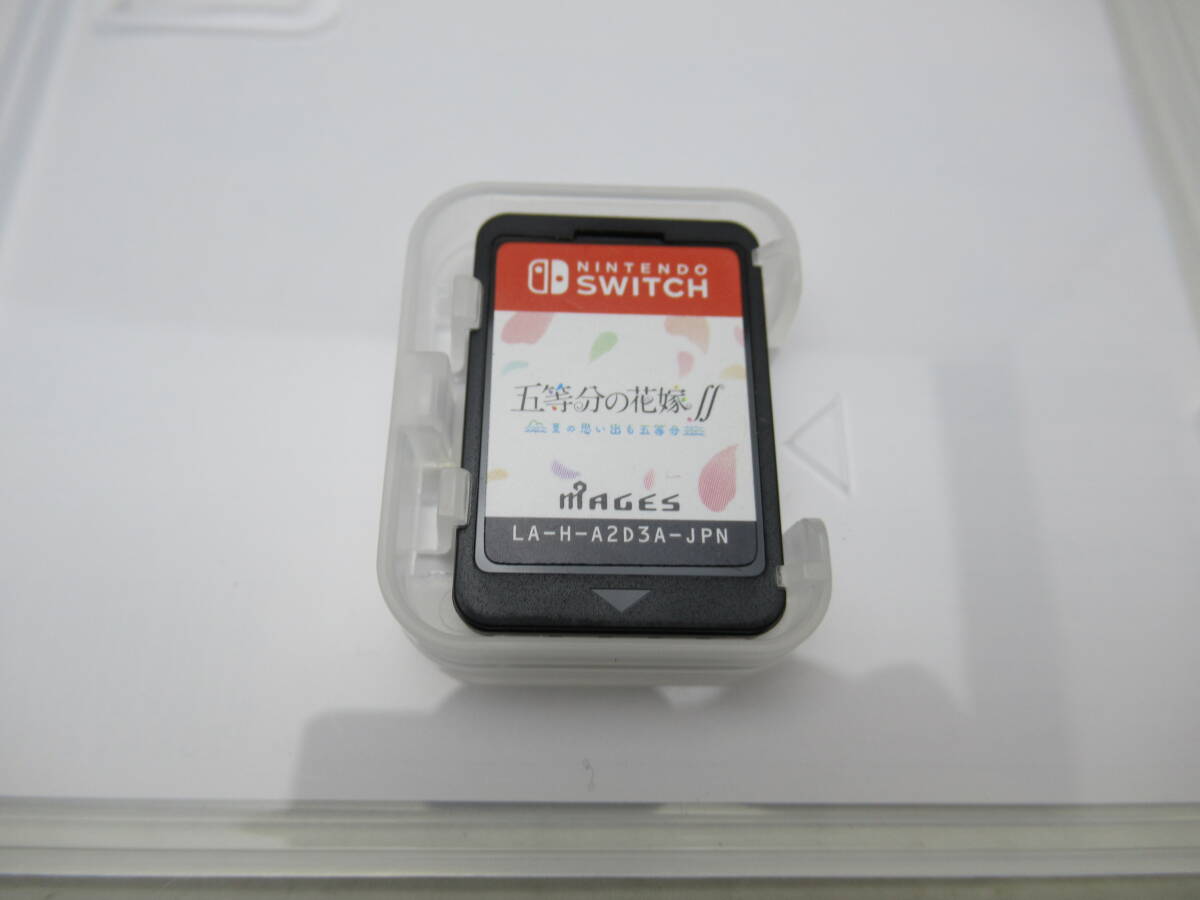 NINTENDO
SWITCH
五等分の花嫁∬
夏の思い出も五等分
MAGES
LA-H-A2D3A-JPN